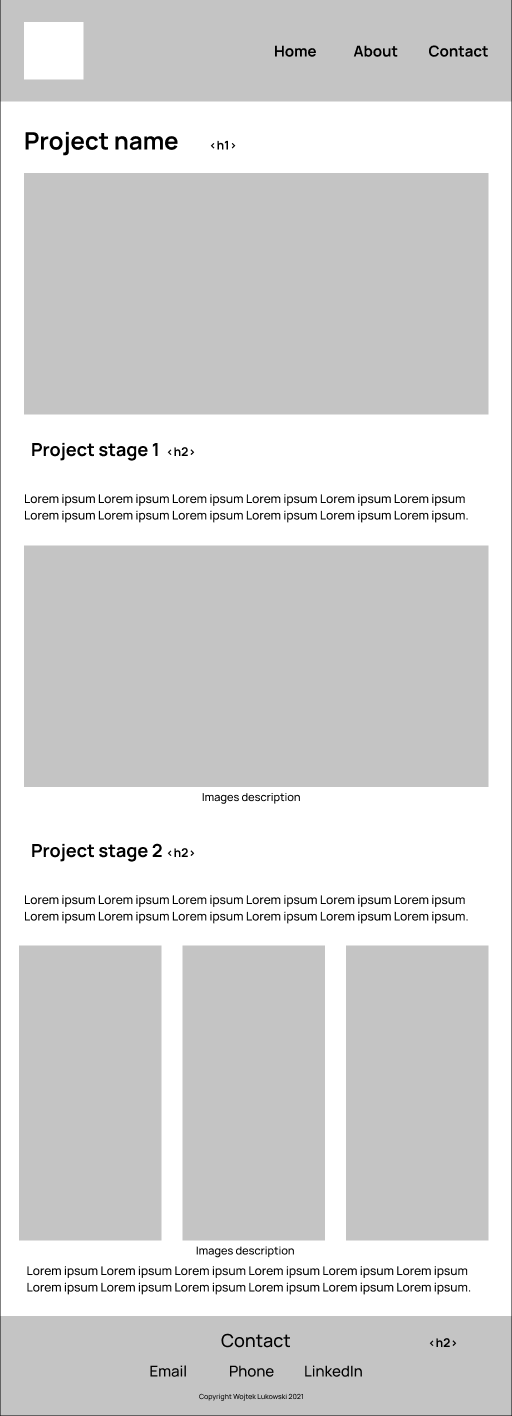 Home About Contact
Project name <h1>
Project stage 1 <h2>
Lorem ipsum Lorem ipsum Lorem ipsum Lorem ipsum Lorem ipsum Lorem ipsum
Lorem ipsum Lorem ipsum Lorem ipsum Lorem ipsum Lorem ipsum Lorem ipsum.
Images description
Project stage 2 <h2>
Lorem ipsum Lorem ipsum Lorem ipsum Lorem ipsum Lorem ipsum Lorem ipsum
Lorem ipsum Lorem ipsum Lorem ipsum Lorem ipsum Lorem ipsum Lorem ipsum.
Images description
Lorem ipsum Lorem ipsum Lorem ipsum Lorem ipsum Lorem ipsum Lorem ipsum
Lorem ipsum Lorem ipsum Lorem ipsum Lorem ipsum Lorem ipsum Lorem ipsum.
Contact <h2>
Email Phone LinkedIn
Copyright Wojtek Lukowski 2021